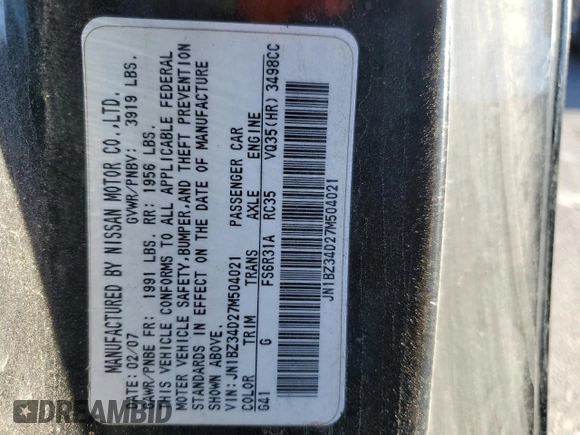 MANUFACTURED BY NISSAN MOTOR CO.,LTD.
DATE: 02/07 GVWR/PNBV: 3919 LBS.
GAWR/PNBE FR: 1991 LBS. RR: 1956 LBS.
THIS VEHICLE CONFORMS TO ALL APPLICABLE FEDERAL
MOTOR VEHICLE SAFETY,BUMPER,AND THEFT PREVENTION
STANDARDS IN EFFECT ON THE DATE OF MANUFACTURE
SHOWN ABOVE.
VIN: JN1BZ34D27M504021 PASSENGER CAR
COLOR TRIM TRANS AXLE ENGINE
G41 G FS6R31A RC35 VQ35(HR) 3498CC
JN1BZ34D27M504021
DREAMBID